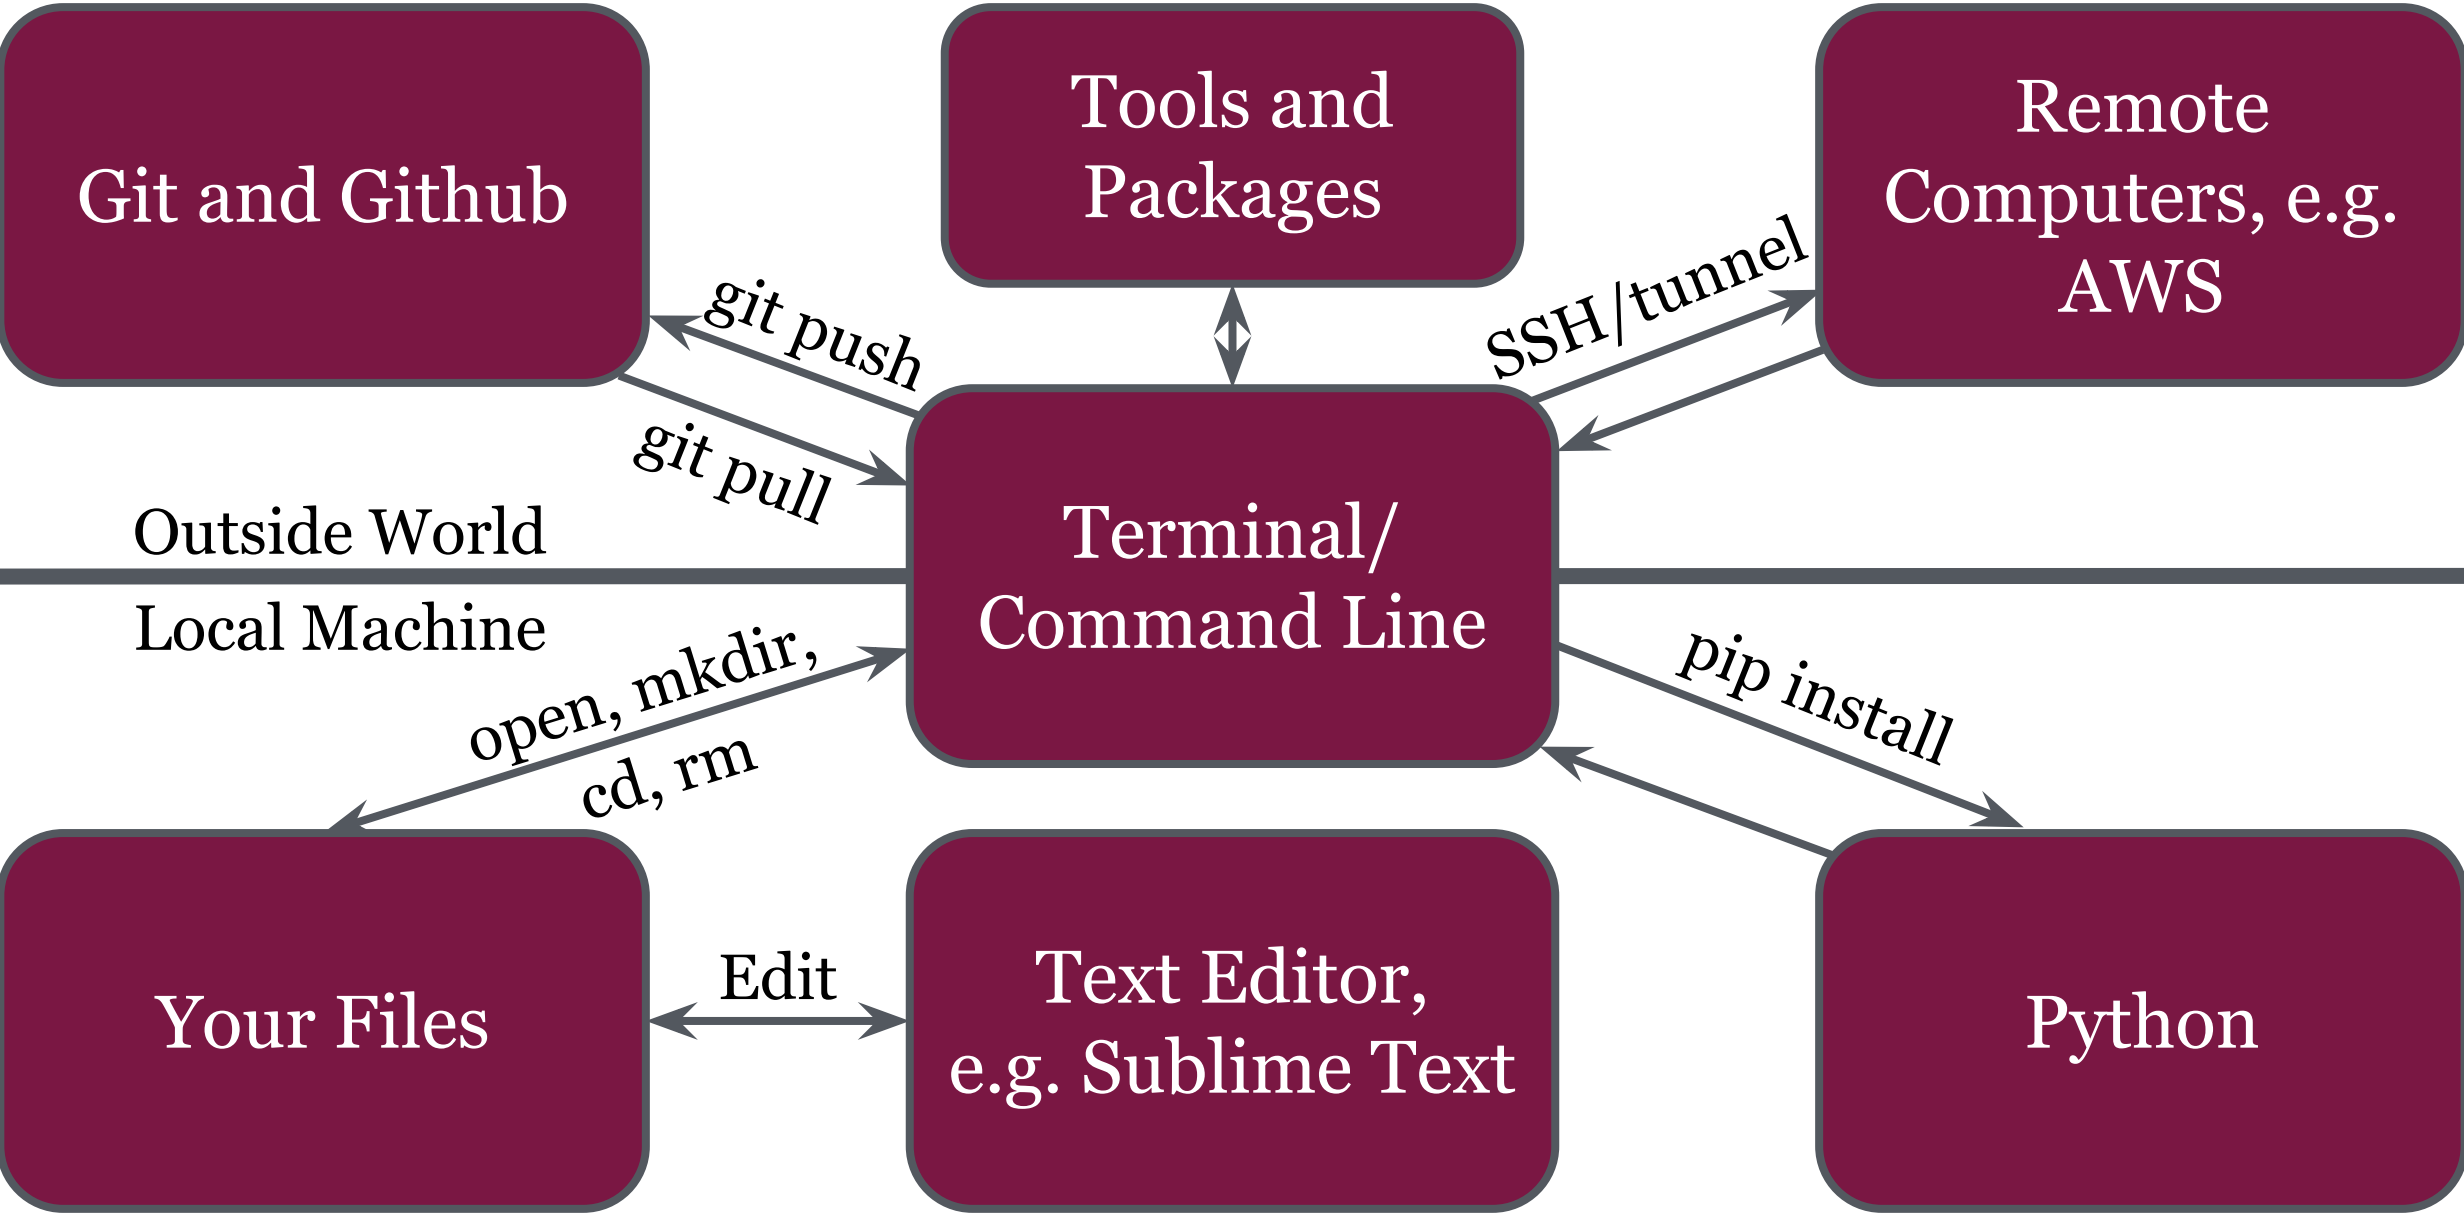 Git and Github
Tools and
Packages
Remote
Computers, e.g.
AWS
git push
git pull
SSH/tunnel
Outside World
Local Machine
Terminal/
Command Line
open, mkdir,
cd, rm
pip install
Your Files
Edit
Text Editor,
e.g. Sublime Text
Python